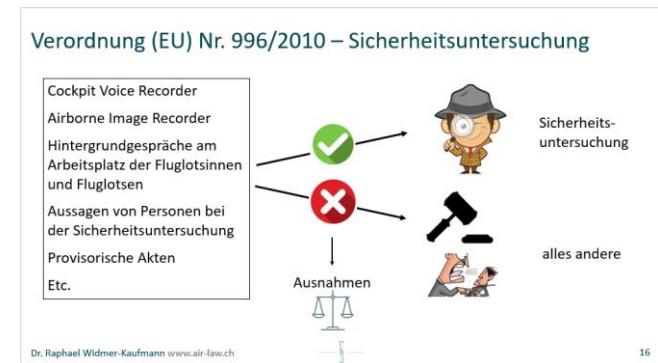 Verordnung (EU) Nr. 996/2010 – Sicherheitsuntersuchung
Cockpit Voice Recorder
Airborne Image Recorder
Hintergrundgespräche am
Arbeitsplatz der Fluglotsinnen
und Fluglotsen
Aussagen von Personen bei
der Sicherheitsuntersuchung
Provisorische Akten
Etc.
Ausnahmen
Sicherheits-
untersuchung
alles andere
Dr. Raphael Widmer-Kaufmann www.air-law.ch
16